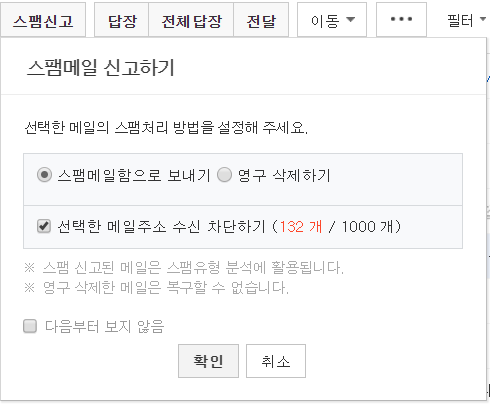 스팸신고 답장 전체답장 전달 이동 ••• 필터
스팸메일 신고하기
선택한 메일의 스팸처리 방법을 설정해 주세요.
스팸메일함으로 보내기 영구 삭제하기
선택한 메일주소 수신 차단하기 (132 개 / 1000 개)
※ 스팸 신고된 메일은 스팸유형 분석에 활용됩니다.
※ 영구 삭제한 메일은 복구할 수 없습니다.
다음부터 보지 않음
확인 취소